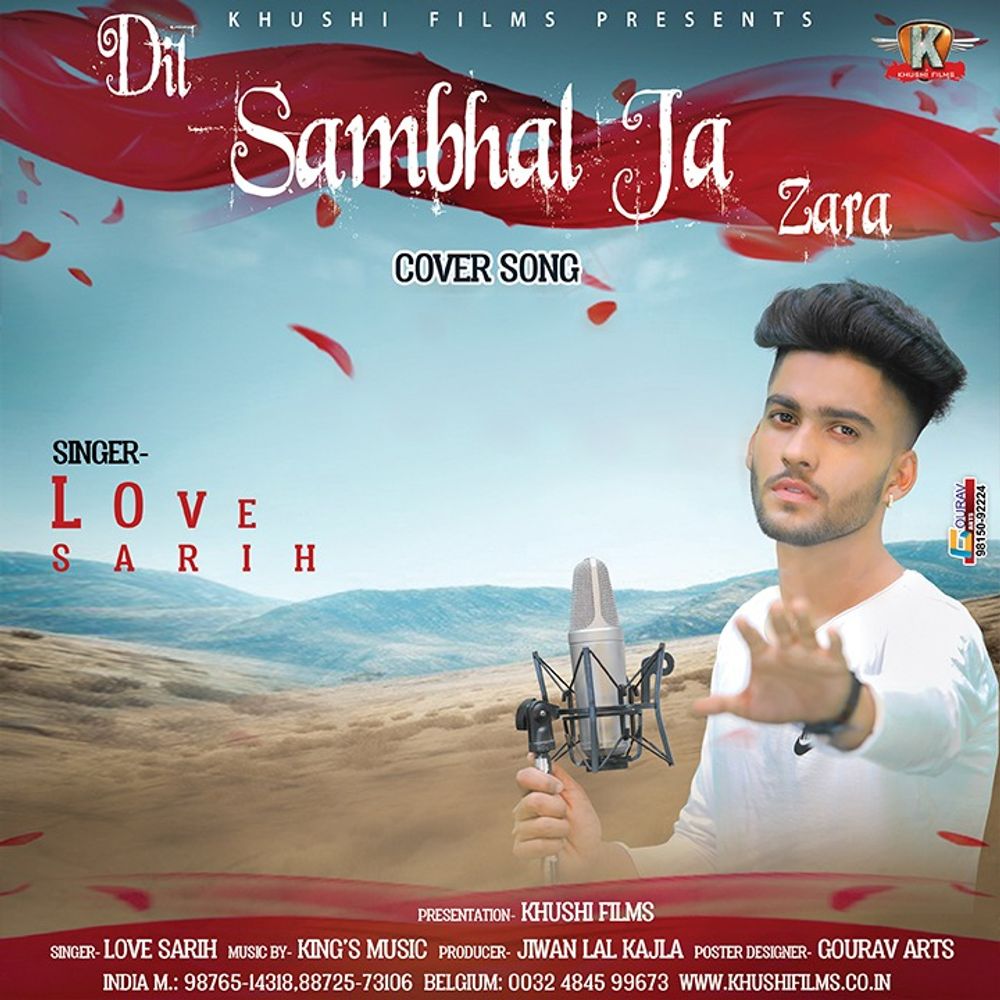 KHUSHI FILMS PRESENTS
K
KHUSHI FILMS
Dil
Sambhal Ja
Zara
COVER SONG
SINGER-
LOVE
SARIH
GOURAV
ARTS
98150-92224
PRESENTATION- KHUSHI FILMS
SINGER- LOVE SARIH MUSIC BY- KING'S MUSIC PRODUCER- JIWAN LAL KAJLA POSTER DESIGNER- GOURAV ARTS
INDIA M.: 98765-14318,88725-73106 BELGIUM: 0032 4845 99673 WWW.KHUSHIFILMS.CO.IN